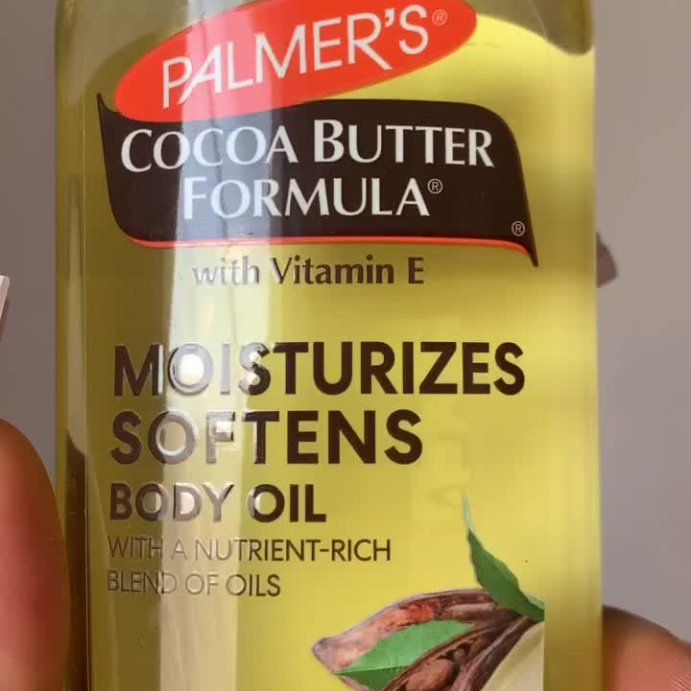 PALMER'S®
COCOA BUTTER
FORMULA®
®
with Vitamin E
MOISTURIZES
SOFTENS
BODY OIL
WITH A NUTRIENT-RICH
BLEND OF OILS